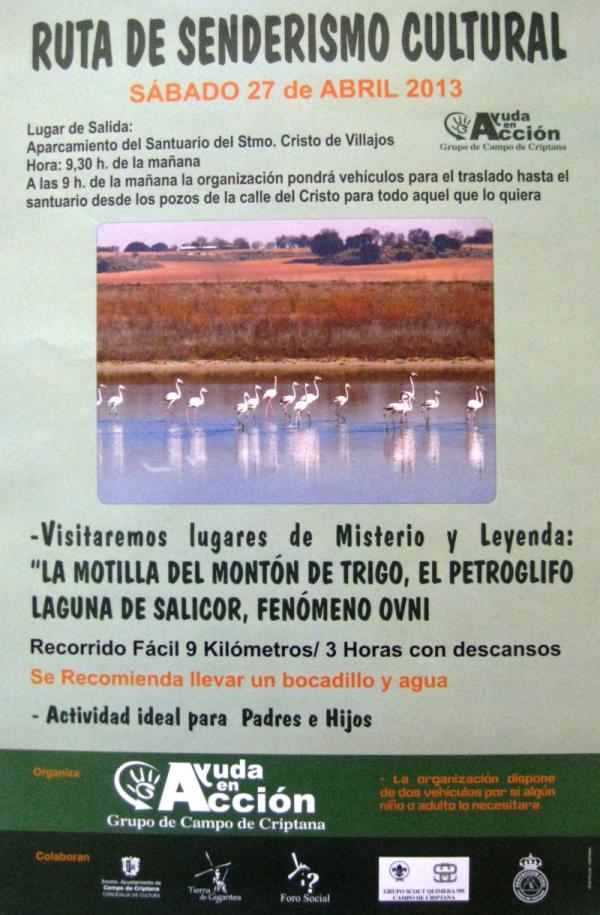 RUTA DE SENDERISMO CULTURAL
SÁBADO 27 de ABRIL 2013
Lugar de Salida:
Aparcamiento del Santuario del Stmo. Cristo de Villajos
Hora: 9,30 h. de la mañana
A las 9 h. de la mañana la organización pondrá vehículos para el traslado hasta el
santuario desde los pozos de la calle del Cristo para todo aquel que lo quiera
Ayuda
en
Acción
Grupo de Campo de Criptana
-Visitaremos lugares de Misterio y Leyenda:
“LA MOTILLA DEL MONTÓN DE TRIGO, EL PETROGLIFO
LAGUNA DE SALICOR, FENÓMENO OVNI
Recorrido Fácil 9 Kilómetros/ 3 Horas con descansos
Se Recomienda llevar un bocadillo y agua
- Actividad ideal para Padres e Hijos
Organiza
Ayuda
en
Acción
Grupo de Campo de Criptana
- La organización dispone
de dos vehículos por si algún
niño o adulto lo necesitara
Colaboran
Excmo. Ayuntamiento de
Campo de Criptana
CONCEJALIA DE CULTURA
Tierra de
Gigantes
Foro Social
GRUPO SCOUT QUIMERA 598
CAMPO DE CRIPTANA